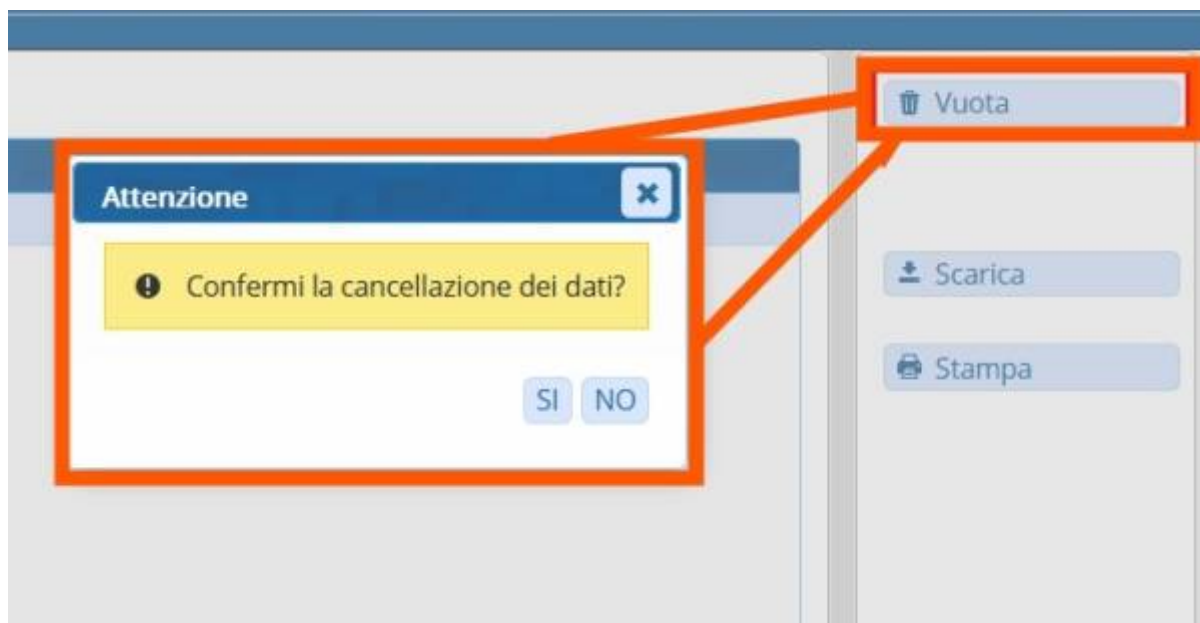 Vuota
Attenzione
Confermi la cancellazione dei dati?
SI NO
Scarica
Stampa